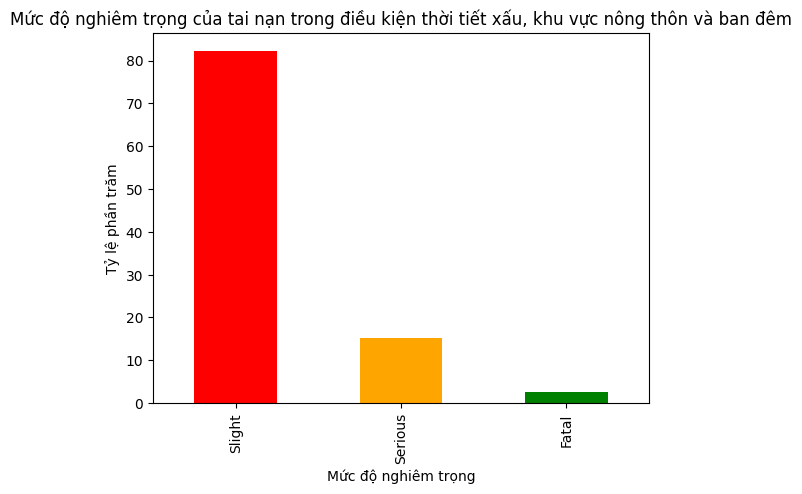 Mức độ nghiêm trọng của tai nạn trong điều kiện thời tiết xấu, khu vực nông thôn và ban đêm
80
70
60
50
40
30
20
10
0
Tỷ lệ phần trăm
Slight
Serious
Fatal
Mức độ nghiêm trọng